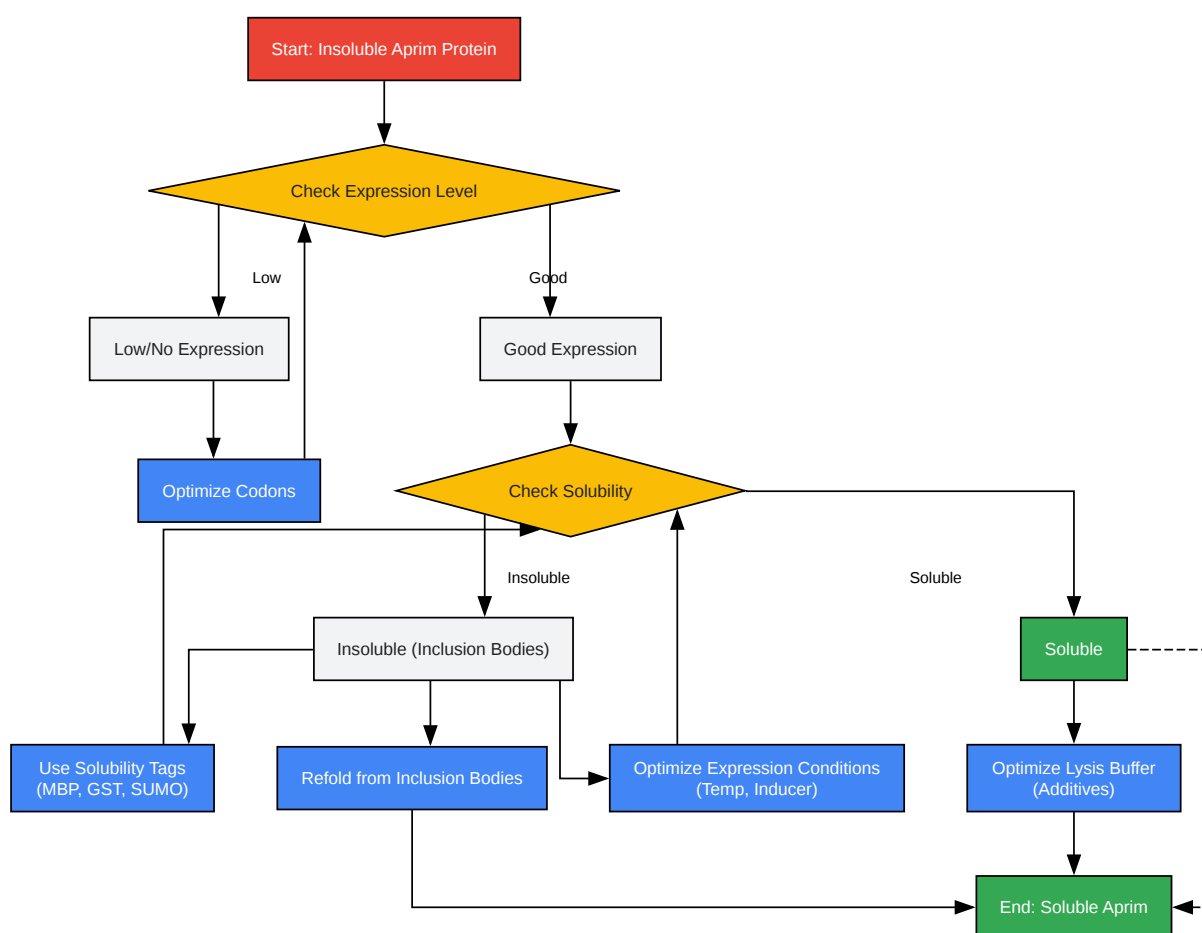 Start: Insoluble Aprim Protein
Check Expression Level
Low
Good
Low/No Expression
Good Expression
Optimize Codons
Check Solubility
Insoluble
Soluble
Insoluble (Inclusion Bodies)
Soluble
Use Solubility Tags
(MBP, GST, SUMO)
Refold from Inclusion Bodies
Optimize Expression Conditions
(Temp, Inducer)
Optimize Lysis Buffer
(Additives)
End: Soluble Aprim